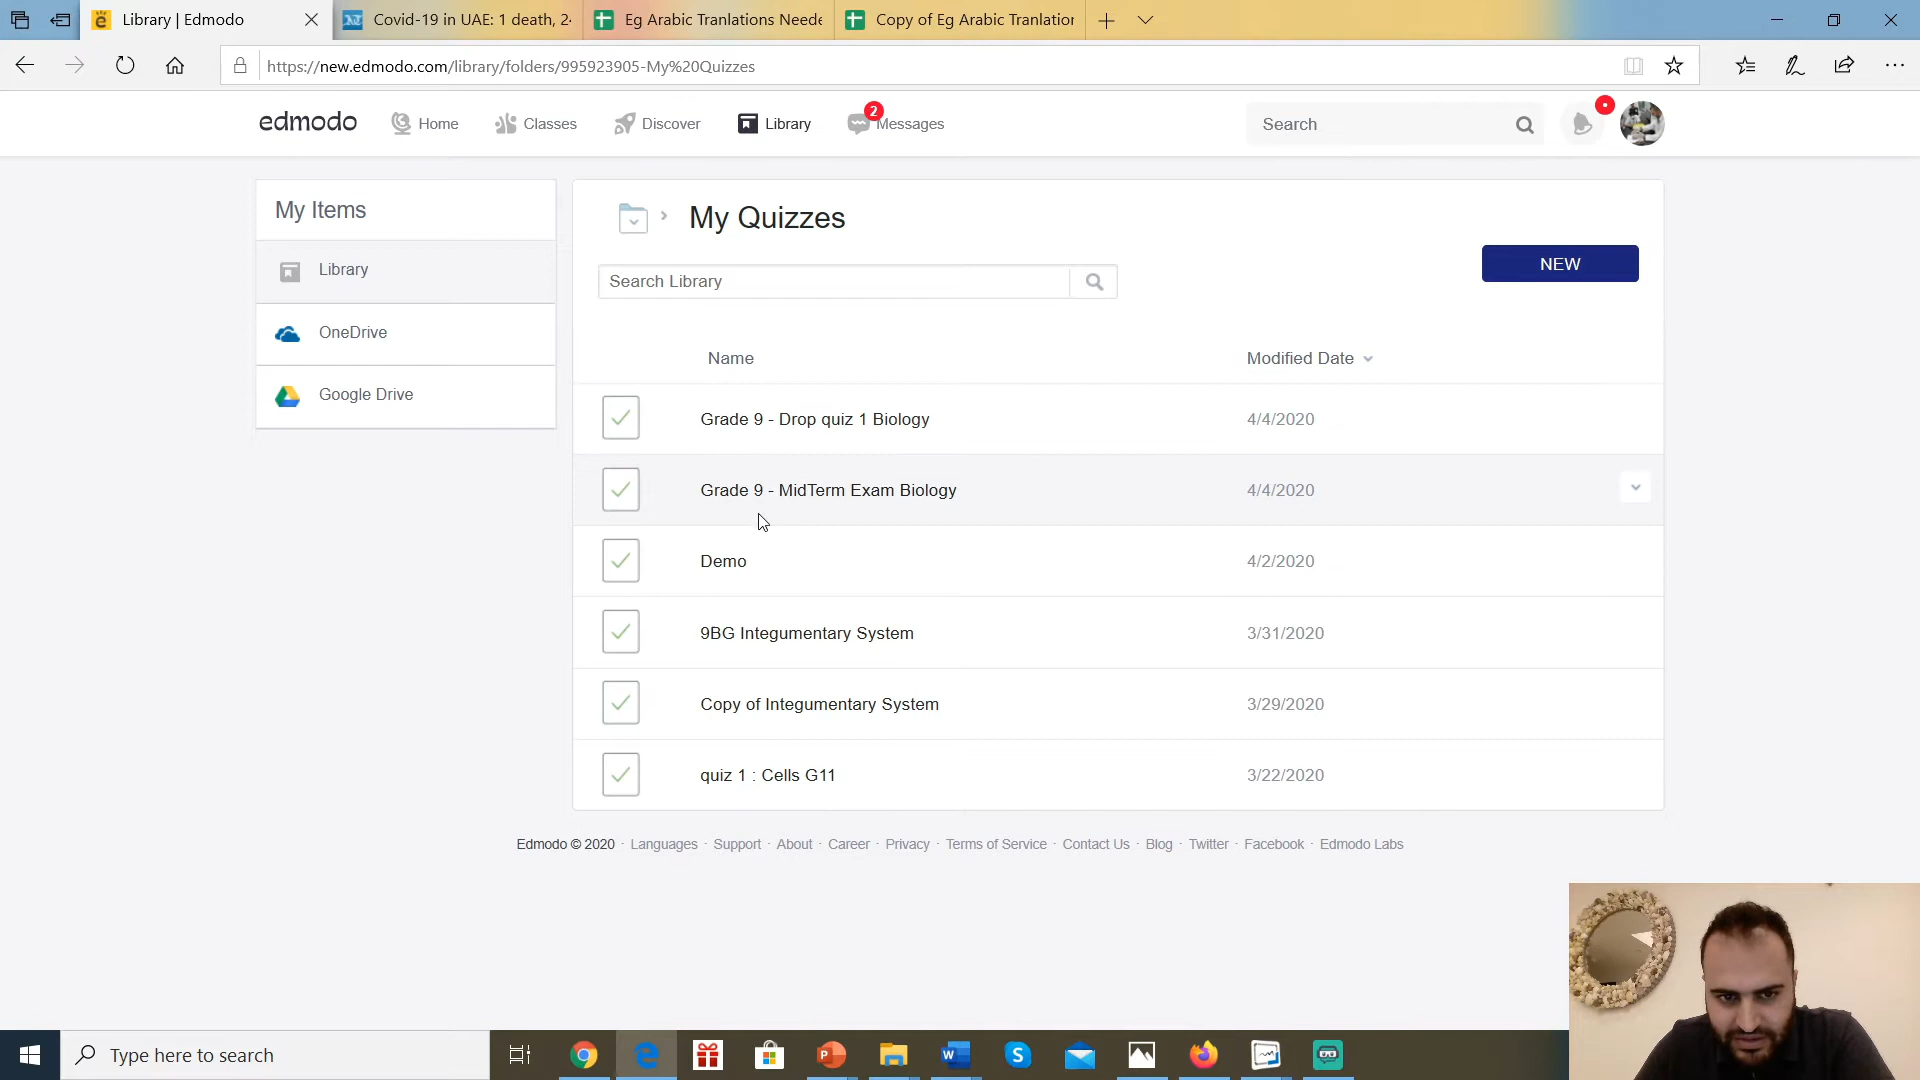 Library | Edmodo
Covid-19 in UAE: 1 death, 2
Eg Arabic Tranlations Neede
Copy of Eg Arabic Tranlation
https://new.edmodo.com/library/folders/995923905-My%20Quizzes
edmodo Home Classes Discover Library 2 Messages Search
My Items
Library
OneDrive
Google Drive
My Quizzes
NEW
Search Library
Name Modified Date
Grade 9 - Drop quiz 1 Biology 4/4/2020
Grade 9 - MidTerm Exam Biology 4/4/2020
Demo 4/2/2020
9BG Integumentary System 3/31/2020
Copy of Integumentary System 3/29/2020
quiz 1 : Cells G11 3/22/2020
Edmodo © 2020 · Languages · Support · About · Career · Privacy · Terms of Service · Contact Us · Blog · Twitter · Facebook · Edmodo Labs
Type here to search